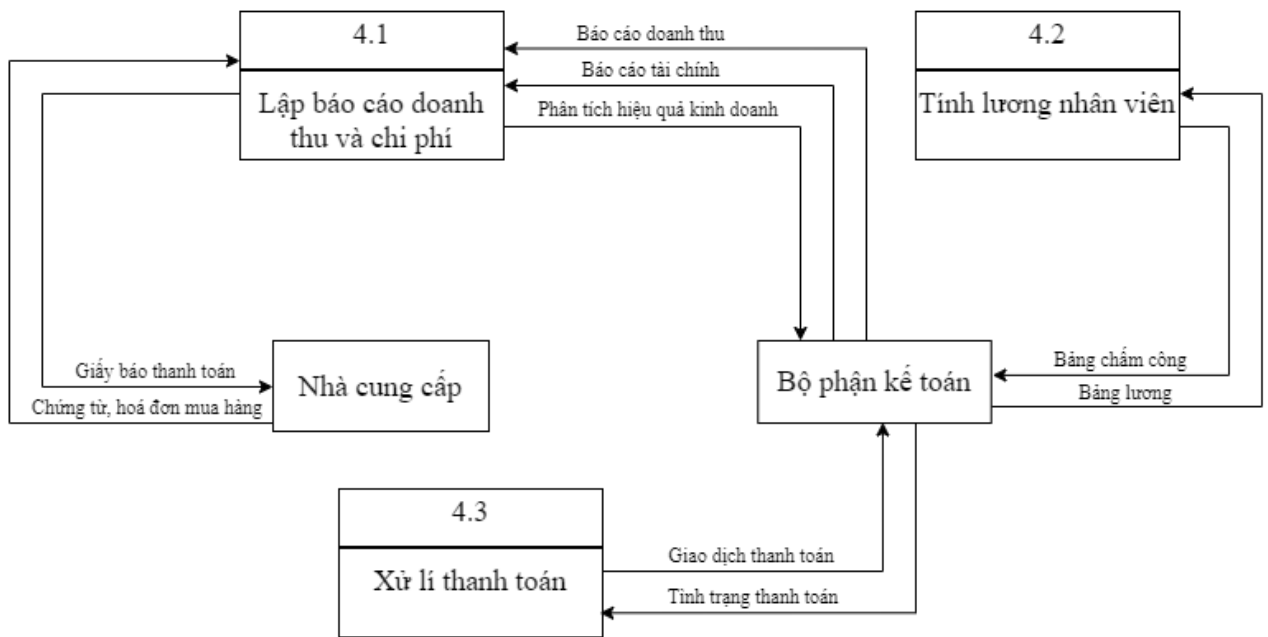 4.1
Lập báo cáo doanh
thu và chi phí
Báo cáo doanh thu
Báo cáo tài chính
Phân tích hiệu quả kinh doanh
4.2
Tính lương nhân viên
Giấy báo thanh toán
Chứng từ, hoá đơn mua hàng
Nhà cung cấp
Bộ phận kế toán
Bảng chấm công
Bảng lương
4.3
Xử lí thanh toán
Giao dịch thanh toán
Tình trạng thanh toán